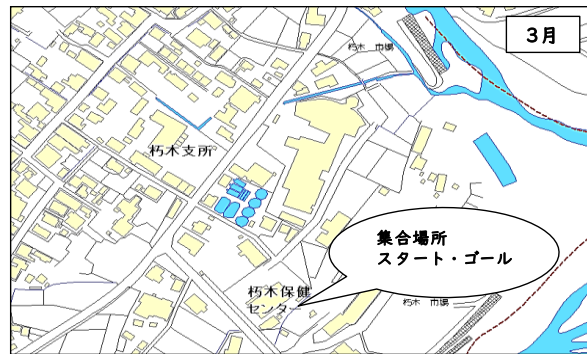 3月
朽木 市場
朽木支所
集合場所
スタート・ゴール
朽木保健
センター
朽木 市場